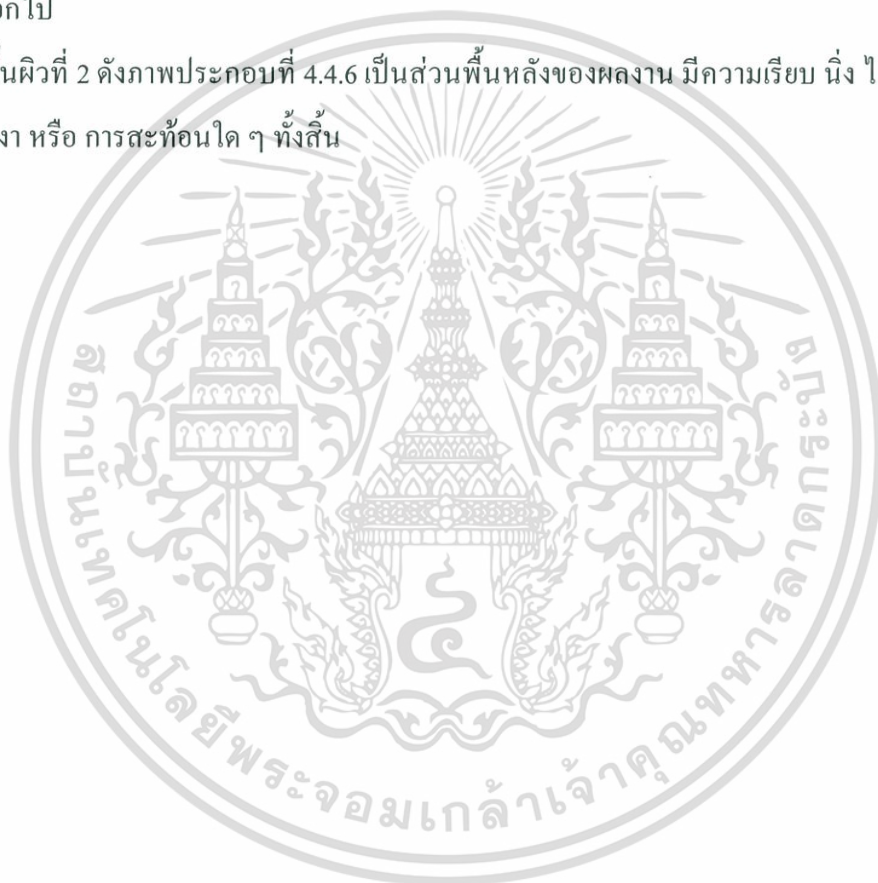 อกไป
นผิวที่ 2 ดังภาพประกอบที่ 4.4.6 เป็นส่วนพื้นหลังของผลงาน มีความเรียบ นิ่ง ไ
งา หรือ การสะท้อนใด ๆ ทั้งสิ้น
สถาบันเทคโนโลยีพระจอมเกล้าเจ้าคุณทหารลาดกระบัง
๔